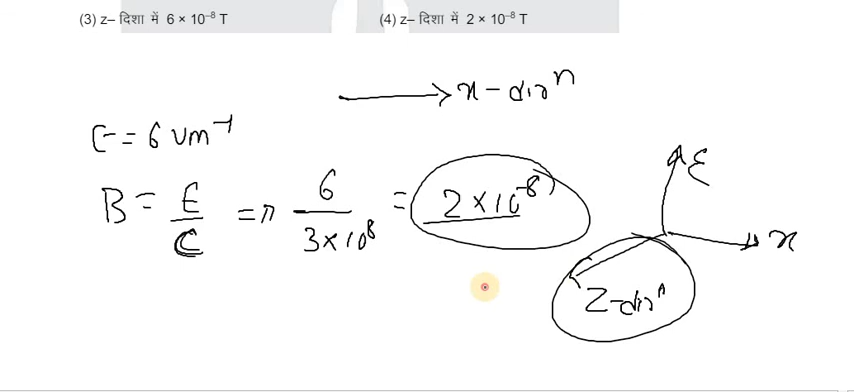 (3) z– दिशा में 6 × 10⁻⁸ T (4) z– दिशा में 2 × 10⁻⁸ T
⟶ x - dirⁿ
E = 6 Vm⁻¹
B = E/C ⇒ 6/(3×10⁸) = 2×10⁻⁸
E
x
Z-dirⁿ